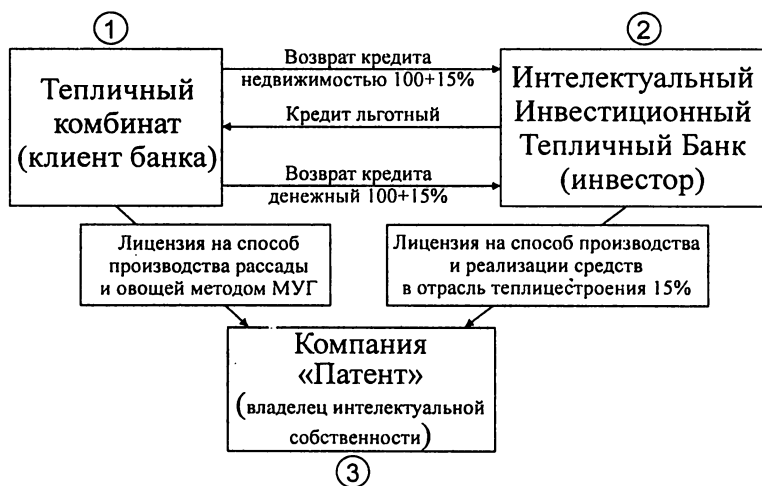 1
2
Тепличный
комбинат
(клиент банка)
Возврат кредита
недвижимостью 100+15%
Кредит льготный
Возврат кредита
денежный 100+15%
Интелектуальный
Инвестиционный
Тепличный Банк
(инвестор)
Лицензия на способ
производства рассады
и овощей методом МУГ
Лицензия на способ производства
и реализации средств
в отрасль теплицестроения 15%
Компания
«Патент»
(владелец интелектуальной
собственности)
3